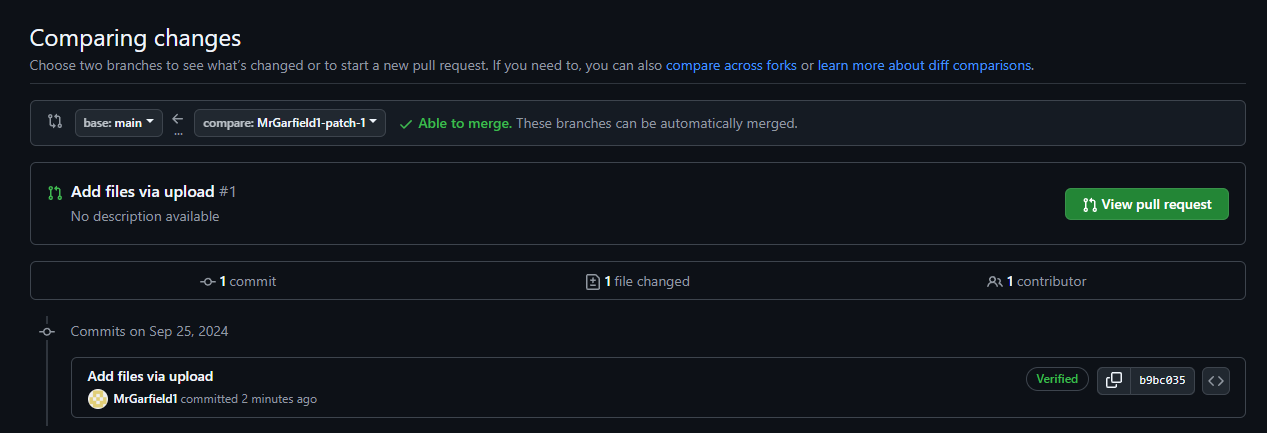 Comparing changes
Choose two branches to see what's changed or to start a new pull request. If you need to, you can also compare across forks or learn more about diff comparisons.
base: main ... compare: MrGarfield1-patch-1 Able to merge. These branches can be automatically merged.
Add files via upload #1
No description available
View pull request
1 commit 1 file changed 1 contributor
Commits on Sep 25, 2024
Add files via upload
MrGarfield1 committed 2 minutes ago
Verified b9bc035